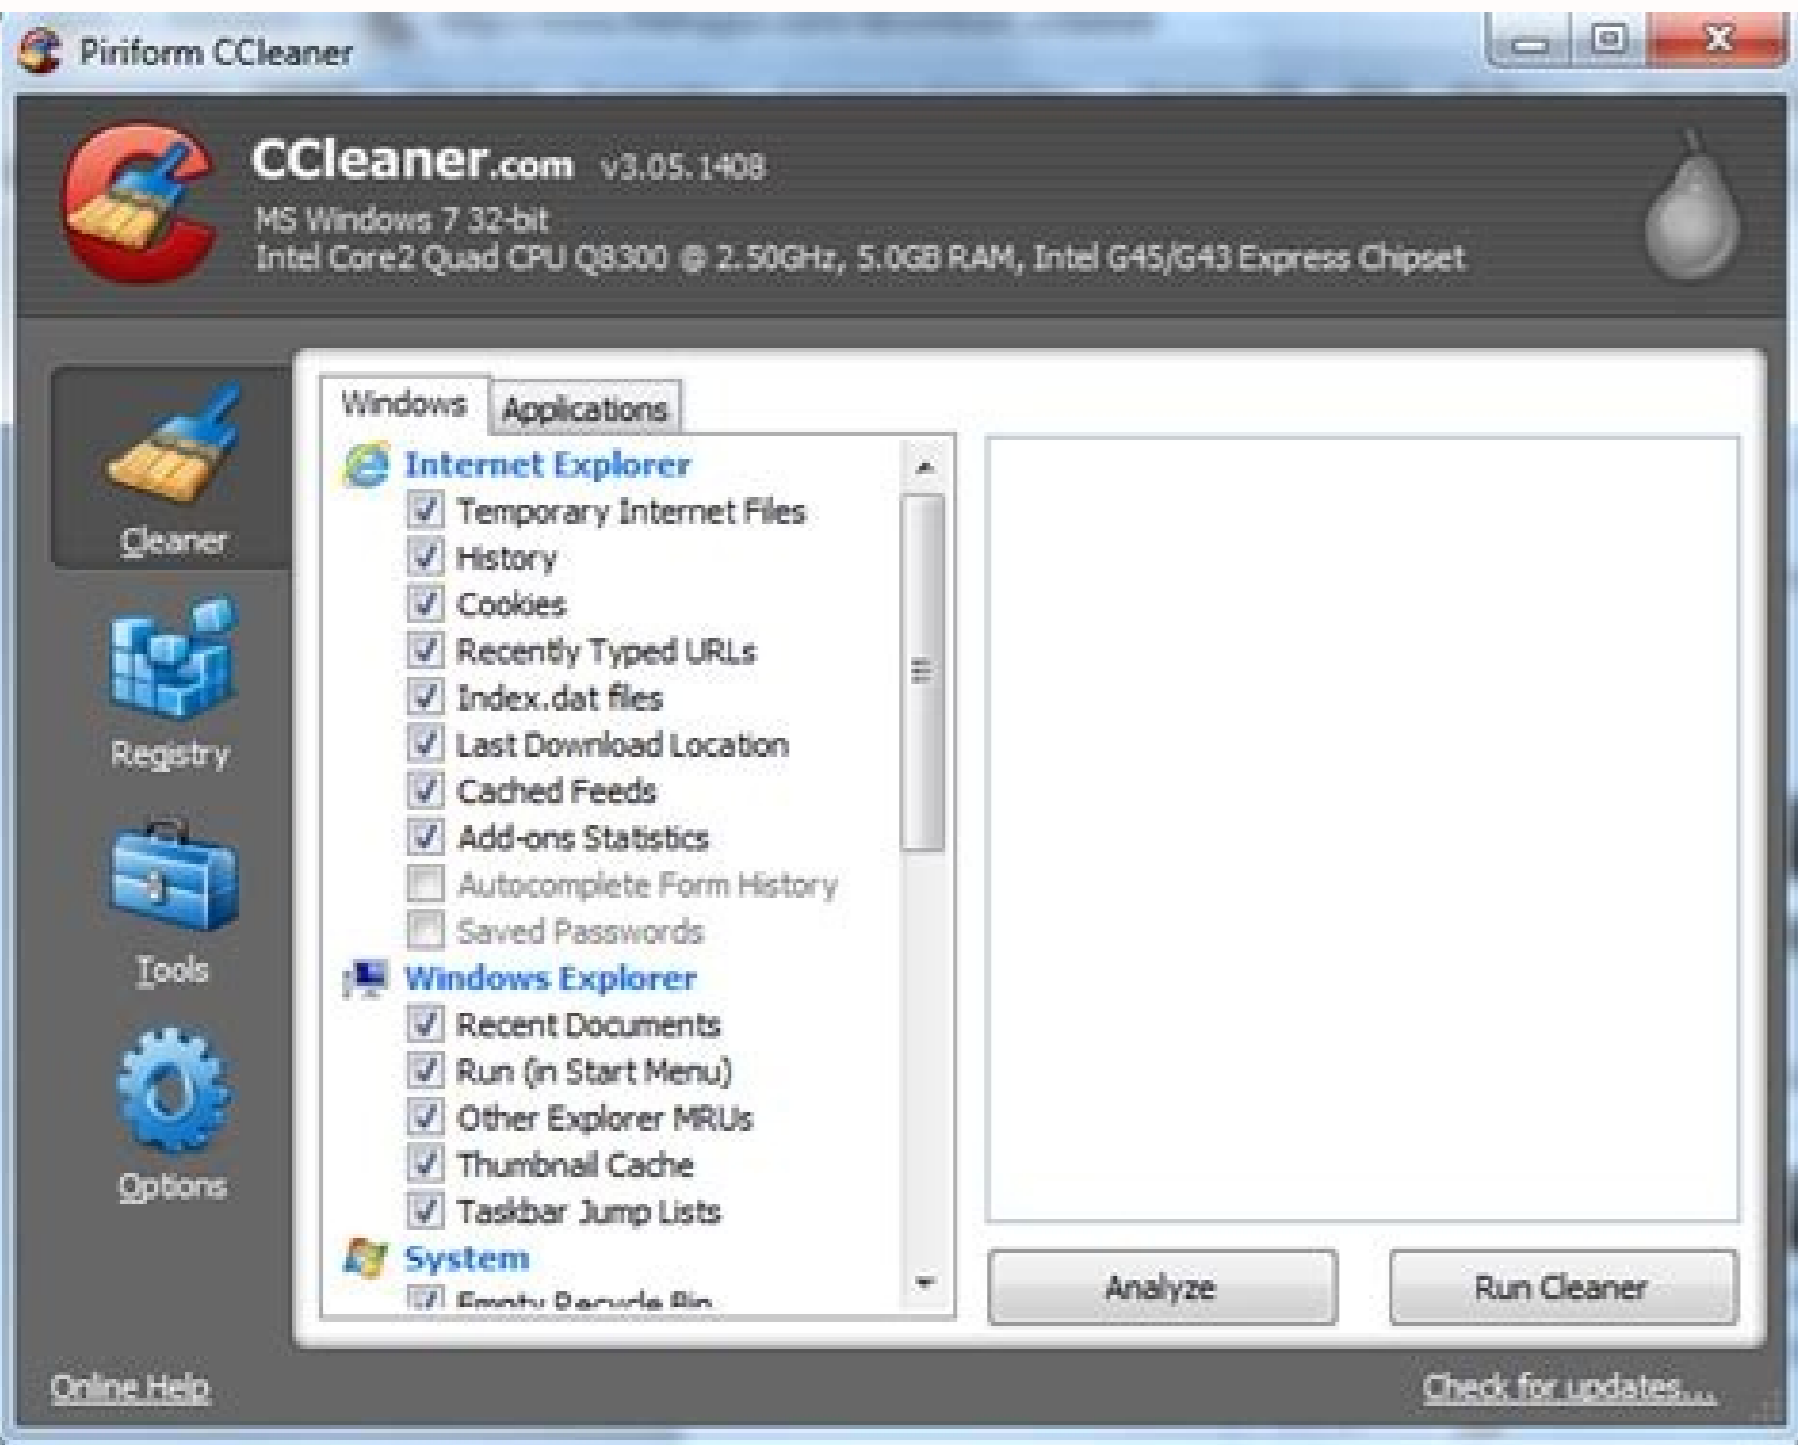 Piriform CCleaner
CCleaner.com v3.05.1408
MS Windows 7 32-bit
Intel Core2 Quad CPU Q8300 @ 2.50GHz, 5.0GB RAM, Intel G45/G43 Express Chipset
Cleaner
Registry
Tools
Options
Windows
Applications
Internet Explorer
Temporary Internet Files
History
Cookies
Recently Typed URLs
Index.dat files
Last Download Location
Cached Feeds
Add-ons Statistics
Autocomplete Form History
Saved Passwords
Windows Explorer
Recent Documents
Run (in Start Menu)
Other Explorer MRUs
Thumbnail Cache
Taskbar Jump Lists
System
Empty Recycle Bin
Analyze
Run Cleaner
Online Help
Check for updates...